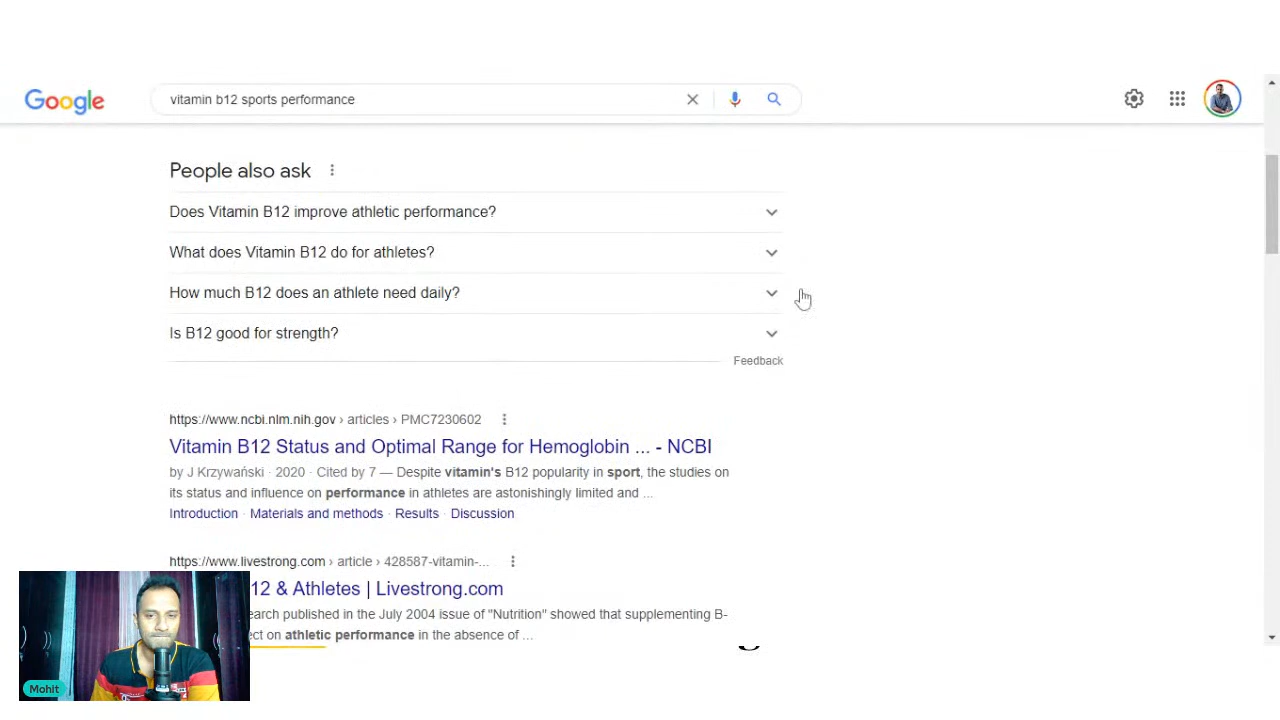 Google
vitamin b12 sports performance
People also ask
Does Vitamin B12 improve athletic performance?
What does Vitamin B12 do for athletes?
How much B12 does an athlete need daily?
Is B12 good for strength?
Feedback
https://www.ncbi.nlm.nih.gov › articles › PMC7230602
Vitamin B12 Status and Optimal Range for Hemoglobin ... - NCBI
by J Krzywański · 2020 · Cited by 7 — Despite vitamin's B12 popularity in sport, the studies on
its status and influence on performance in athletes are astonishingly limited and ...
Introduction · Materials and methods · Results · Discussion
https://www.livestrong.com › article › 428587-vitamin-...
12 & Athletes | Livestrong.com
published in the July 2004 issue of "Nutrition" showed that supplementing B-
on athletic performance in the absence of ...
Mohit